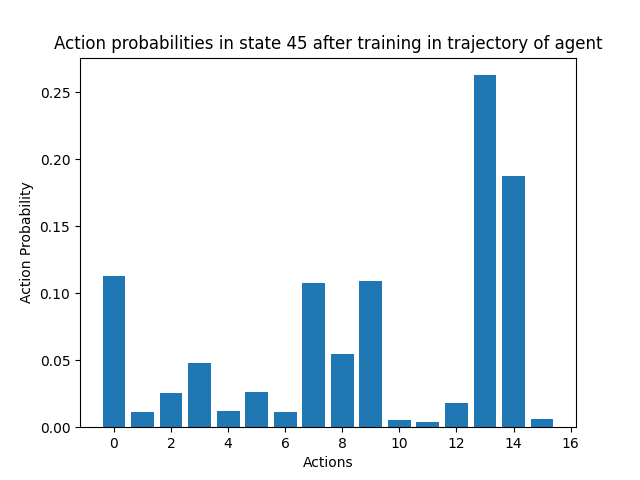 Action probabilities in state 45 after training in trajectory of agent
0.25
0.20
0.15
0.10
0.05
0.00
Action Probability
0 2 4 6 8 10 12 14 16
Actions